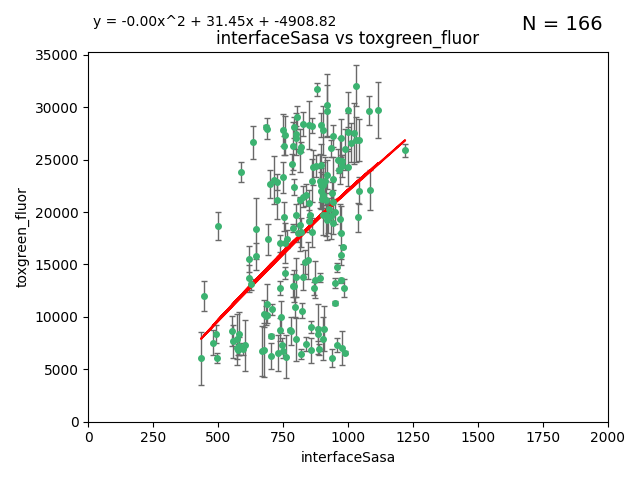 y = -0.00x^2 + 31.45x + -4908.82
N = 166
interfaceSasa vs toxgreen_fluor
35000
30000
25000
20000
15000
10000
5000
0
toxgreen_fluor
0 250 500 750 1000 1250 1500 1750 2000
interfaceSasa